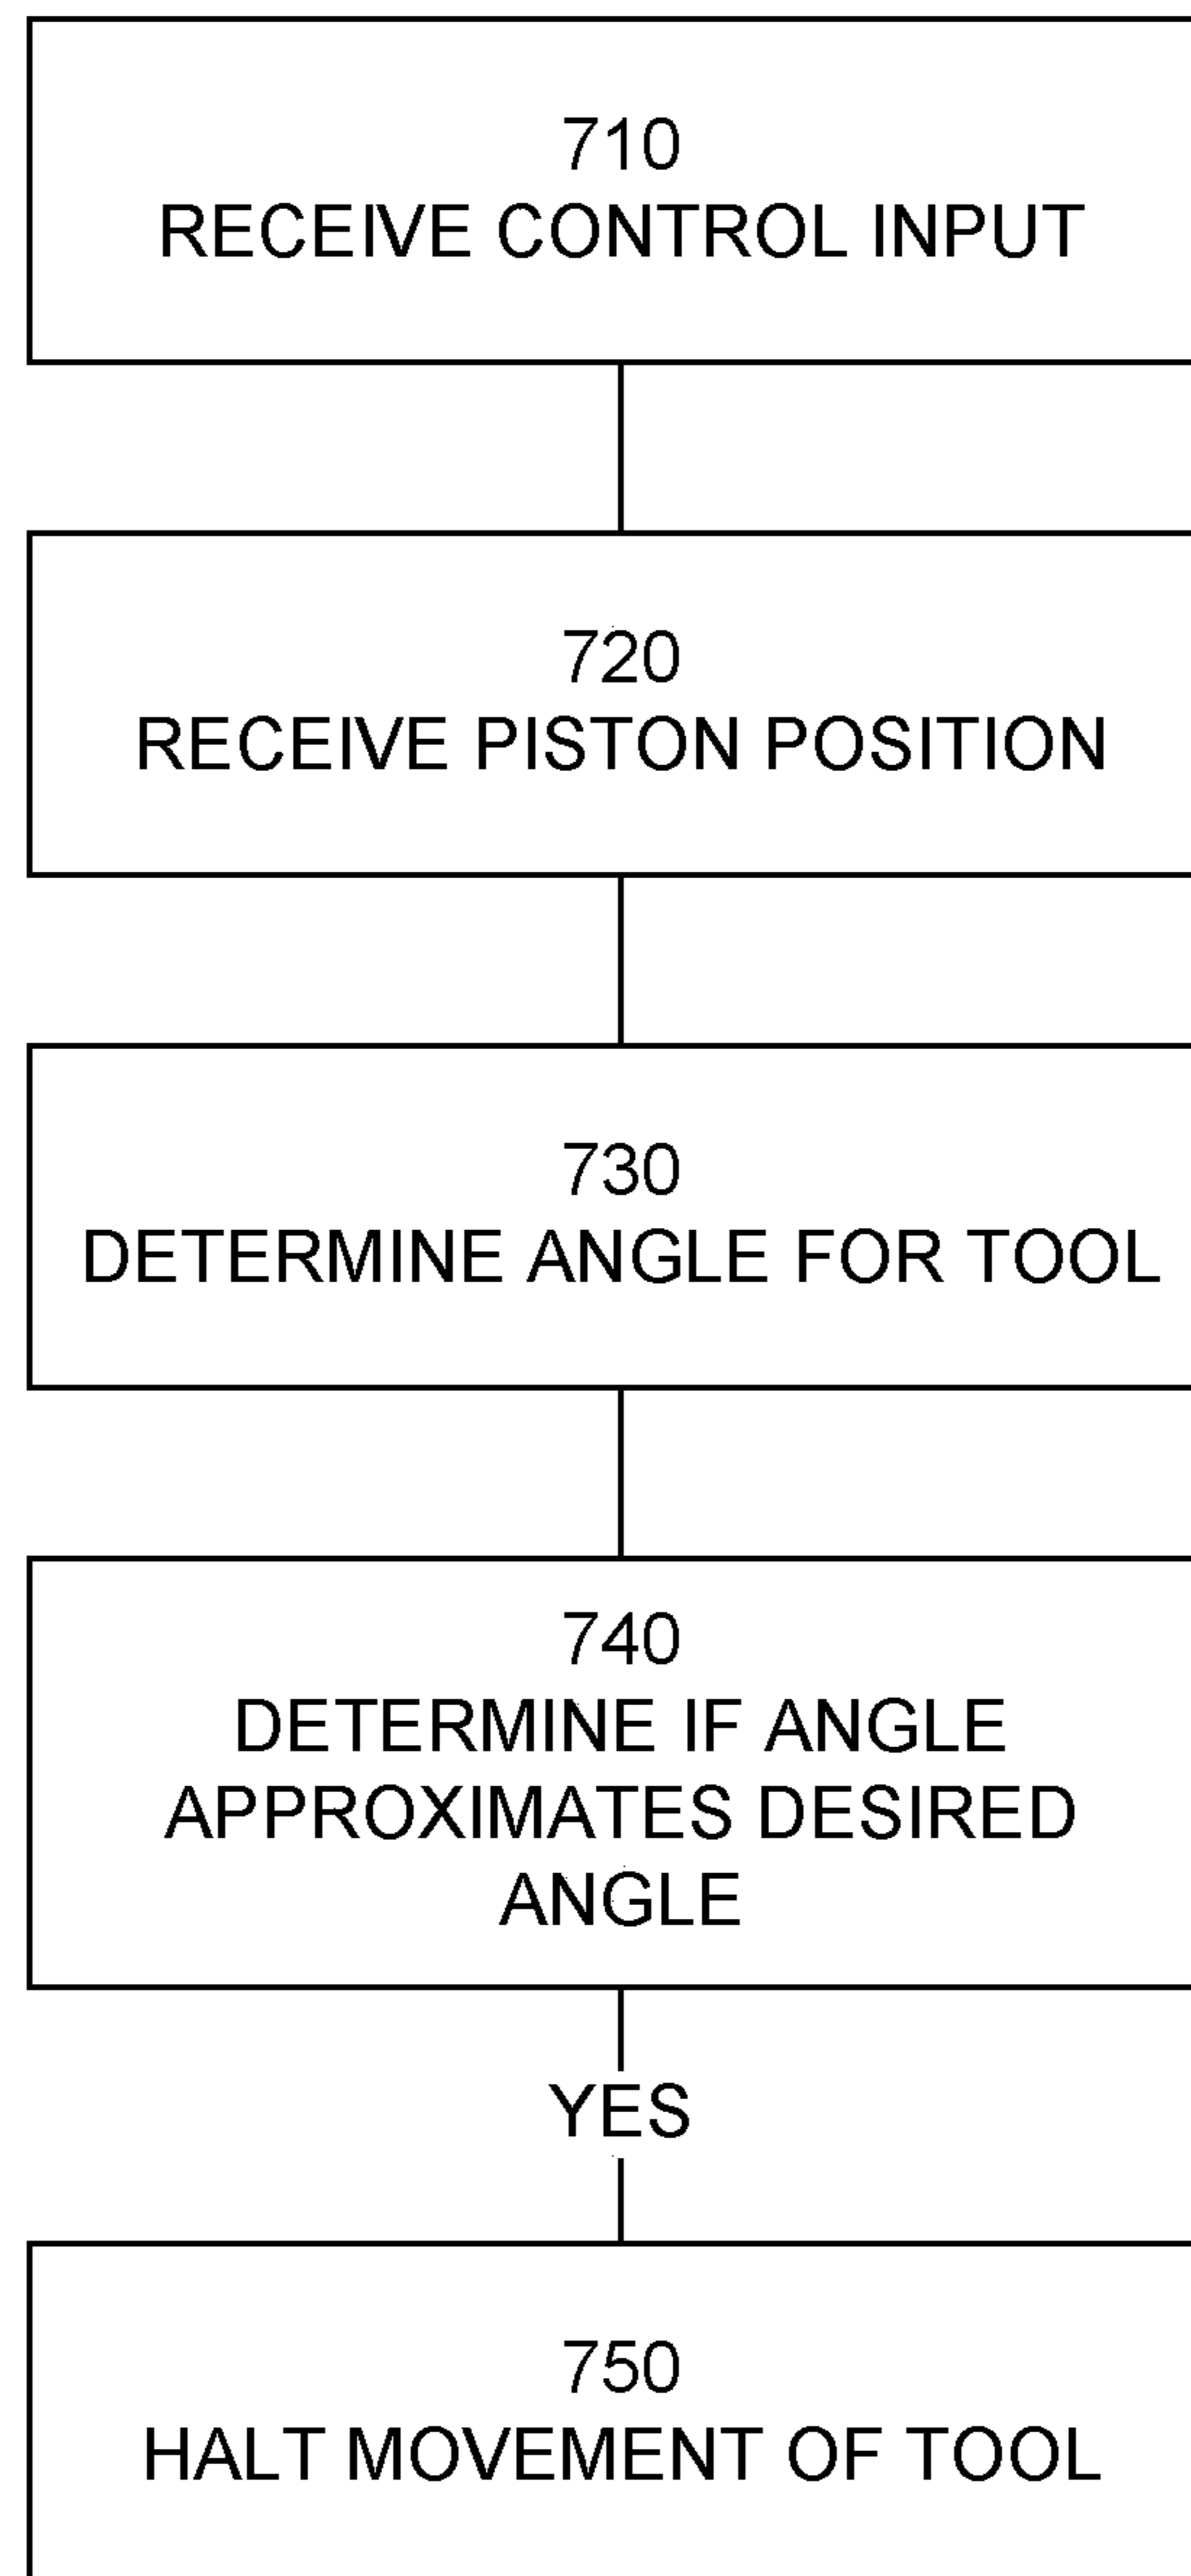 710
RECEIVE CONTROL INPUT
720
RECEIVE PISTON POSITION
730
DETERMINE ANGLE FOR TOOL
740
DETERMINE IF ANGLE
APPROXIMATES DESIRED
ANGLE
YES
750
HALT MOVEMENT OF TOOL